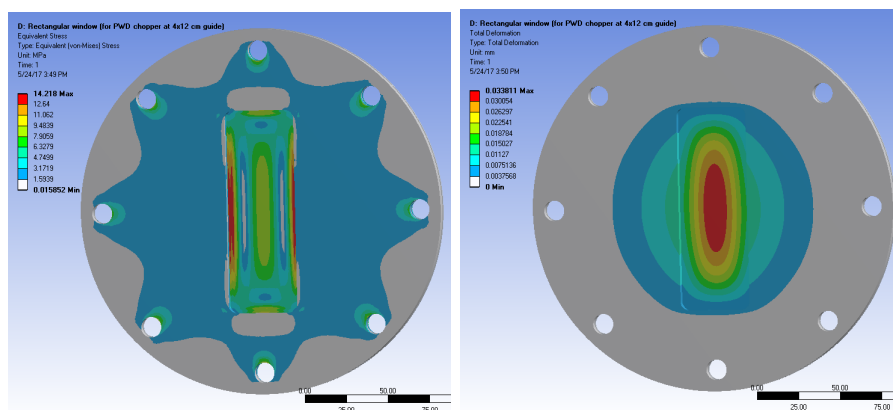 D: Rectangular window (for PWD chopper at 4x12 cm guide)
Equivalent Stress
Type: Equivalent (von-Mises) Stress
Unit: MPa
Time: 1
5/24/17 3:49 PM
14.218 Max
12.64
11.062
9.4839
7.9059
6.3279
4.7499
3.1719
1.5939
0.015852 Min
0.00
50.00
25.00
75.00
D: Rectangular window (for PWD chopper at 4x12 cm guide)
Total Deformation
Type: Total Deformation
Unit: mm
Time: 1
5/24/17 3:50 PM
0.033811 Max
0.030054
0.026297
0.022541
0.018784
0.015027
0.01127
0.0075136
0.0037568
0 Min
0.00
50.00
25.00
75.00